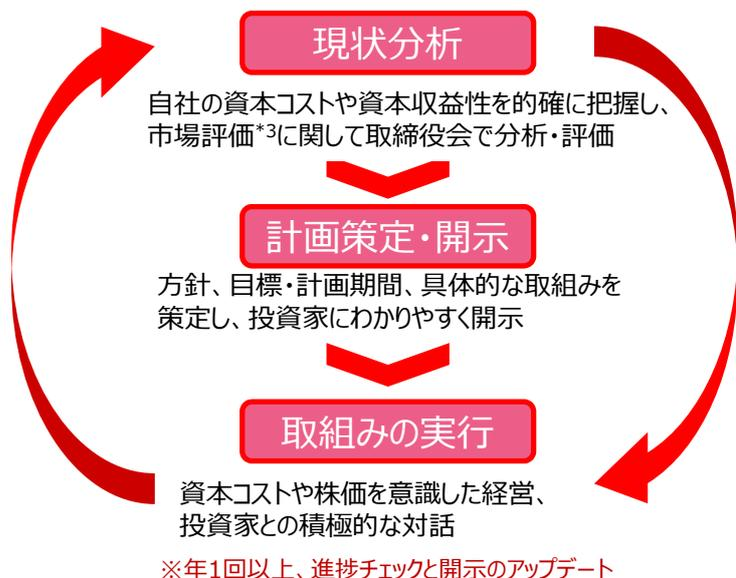 現状分析
自社の資本コストや資本収益性を的確に把握し、
市場評価*3に関して取締役会で分析・評価
計画策定・開示
方針、目標・計画期間、具体的な取組みを
策定し、投資家にわかりやすく開示
取組みの実行
資本コストや株価を意識した経営、
投資家との積極的な対話
※年1回以上、進捗チェックと開示のアップデート